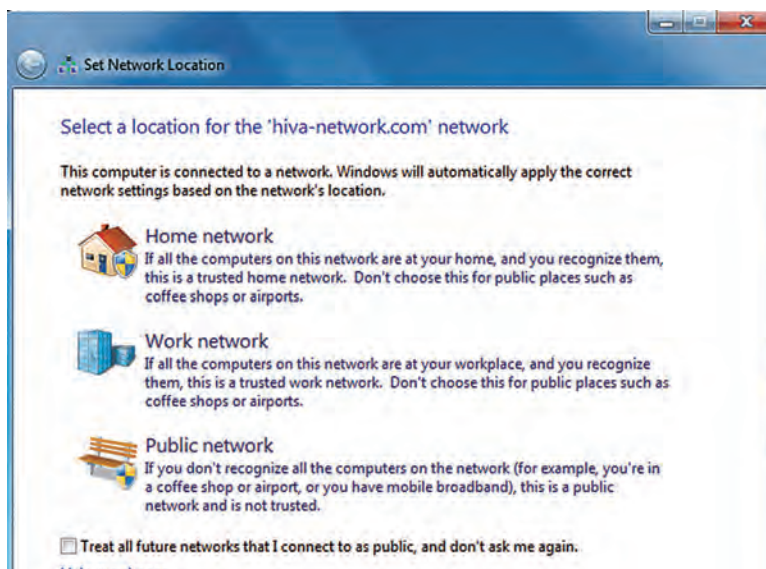 Set Network Location
Select a location for the 'hiva-network.com' network
This computer is connected to a network. Windows will automatically apply the correct
network settings based on the network's location.
Home network
If all the computers on this network are at your home, and you recognize them,
this is a trusted home network. Don't choose this for public places such as
coffee shops or airports.
Work network
If all the computers on this network are at your workplace, and you recognize
them, this is a trusted work network. Don't choose this for public places such as
coffee shops or airports.
Public network
If you don't recognize all the computers on the network (for example, you're in
a coffee shop or airport, or you have mobile broadband), this is a public
network and is not trusted.
Treat all future networks that I connect to as public, and don't ask me again.